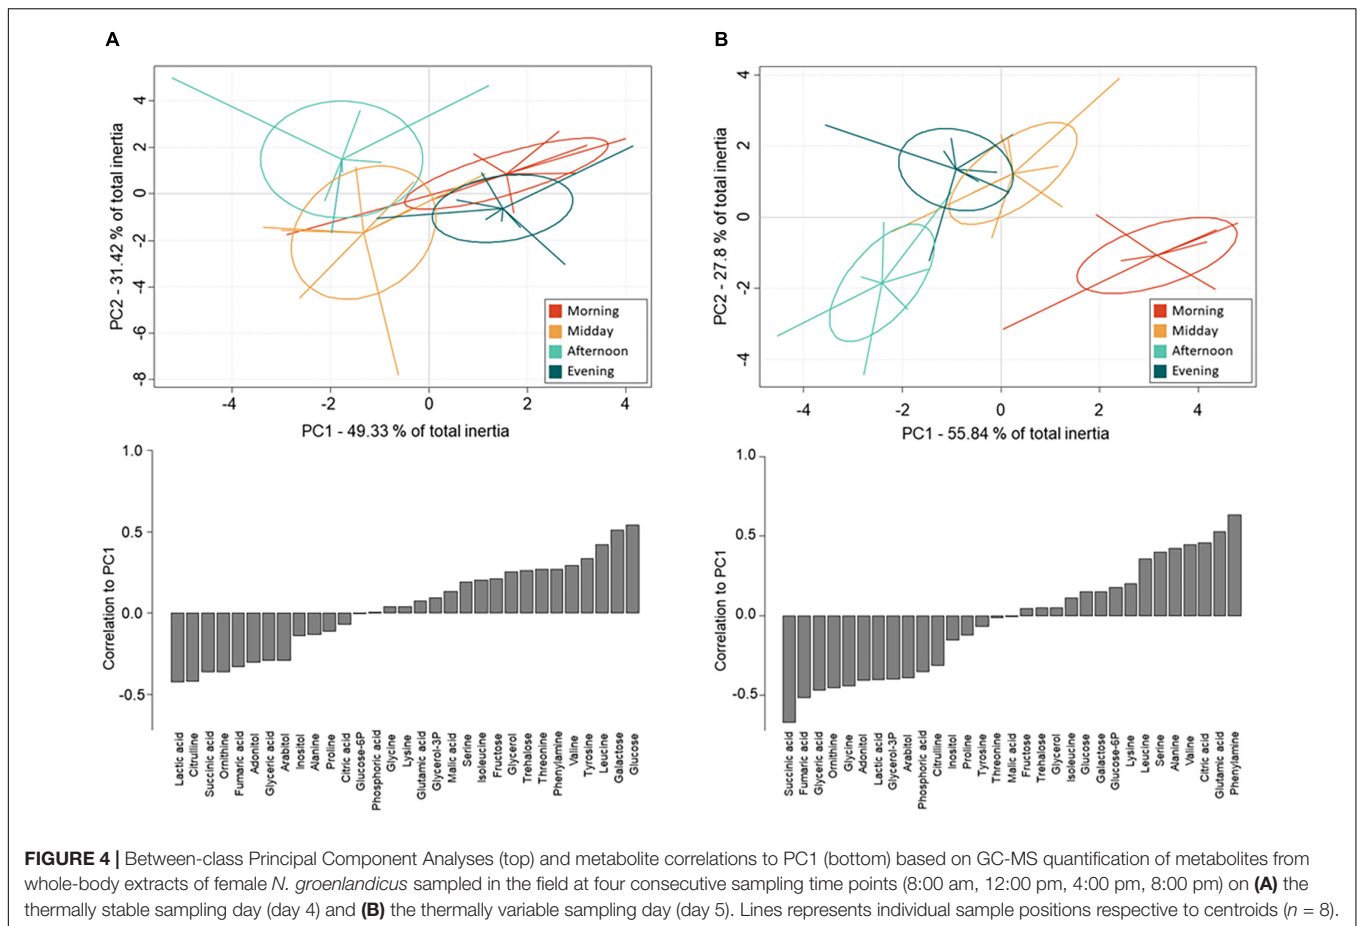 A
PC2 - 31.42 % of total inertia
4
2
0
-2
-4
-6
-8
-4
-2
0
2
4
PC1 - 49.33 % of total inertia
Morning
Midday
Afternoon
Evening
B
PC2 - 27.8 % of total inertia
4
2
0
-2
-4
-4
-2
0
2
4
PC1 - 55.84 % of total inertia
Morning
Midday
Afternoon
Evening
Correlation to PC1
1.0
0.5
0.0
-0.5
Lactic acid
Citrulline
Succinic acid
Ornithine
Fumaric acid
Adonitol
Glyceric acid
Arabitol
Inositol
Alanine
Proline
Citric acid
Glucose-6P
Phosphoric acid
Glycine
Lysine
Glutamic acid
Glycerol-3P
Malic acid
Serine
Isoleucine
Fructose
Glycerol
Trehalose
Threonine
Phenylamine
Valine
Tyrosine
Leucine
Galactose
Glucose
Correlation to PC1
1.0
0.5
0.0
-0.5
Succinic acid
Fumaric acid
Glyceric acid
Ornithine
Glycine
Adonitol
Lactic acid
Glycerol-3P
Arabitol
Phosphoric acid
Citrulline
Inositol
Proline
Tyrosine
Threonine
Malic acid
Fructose
Trehalose
Glycerol
Isoleucine
Glucose
Galactose
Glucose-6P
Lysine
Leucine
Serine
Alanine
Valine
Citric acid
Glutamic acid
Phenylamine
FIGURE 4 | Between-class Principal Component Analyses (top) and metabolite correlations to PC1 (bottom) based on GC-MS quantification of metabolites from
whole-body extracts of female N. groenlandicus sampled in the field at four consecutive sampling time points (8:00 am, 12:00 pm, 4:00 pm, 8:00 pm) on (A) the
thermally stable sampling day (day 4) and (B) the thermally variable sampling day (day 5). Lines represents individual sample positions respective to centroids (n = 8).